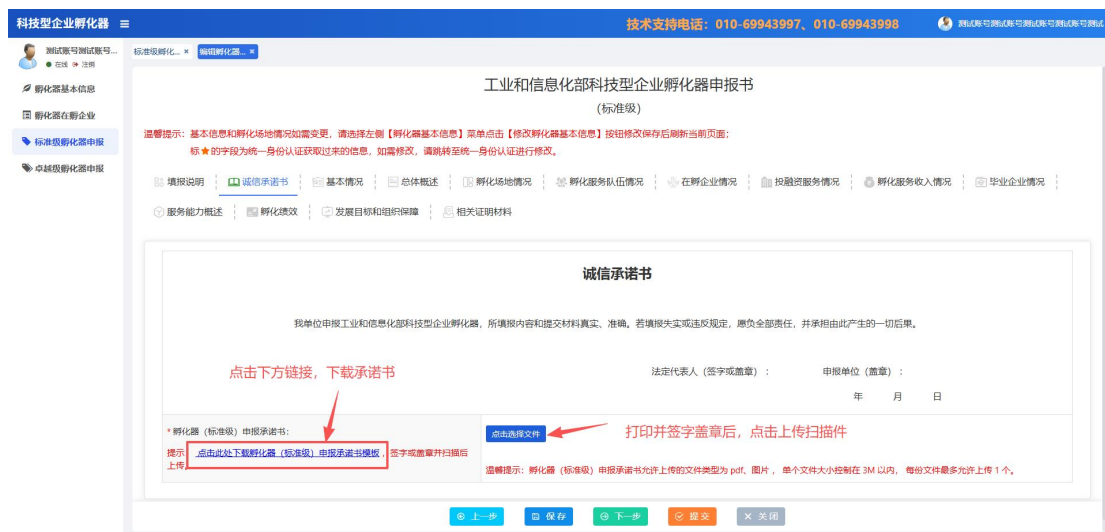 科技型企业孵化器
技术支持电话：010-69943997、010-69943998
测试账号测试账号测试账号测试账号测试
测试账号测试账号...
在线 注销
标准级孵化... ×
编辑孵化器... ×
孵化器基本信息
孵化器在孵企业
标准级孵化器申报
卓越级孵化器申报
工业和信息化部科技型企业孵化器申报书
（标准级）
温馨提示：基本信息和孵化场地情况如需变更，请选择左侧【孵化器基本信息】菜单点击【修改孵化器基本信息】按钮修改保存后刷新当前页面；
标★的字段为统一身份认证获取过来的信息，如需修改，请跳转至统一身份认证进行修改。
填报说明 诚信承诺书 基本情况 总体概述 孵化场地情况 孵化服务队伍情况 在孵企业情况 投融资服务情况 孵化服务收入情况 毕业企业情况
服务能力概述 孵化绩效 发展目标和组织保障 相关证明材料
诚信承诺书
我单位申报工业和信息化部科技型企业孵化器，所填报内容和提交材料真实、准确。若填报失实或违反规定，愿负全部责任，并承担由此产生的一切后果。
点击下方链接，下载承诺书
法定代表人（签字或盖章）： 申报单位（盖章）：
年 月 日
*孵化器（标准级）申报承诺书：
提示：点击此处下载孵化器（标准级）申报承诺书模板，签字或盖章并扫描后
上传。
点击选择文件
打印并签字盖章后，点击上传扫描件
温馨提示：孵化器（标准级）申报承诺书允许上传的文件类型为 pdf、图片，单个文件大小控制在 3M 以内，每份文件最多允许上传 1 个。
上一步 保存 下一步 提交 关闭